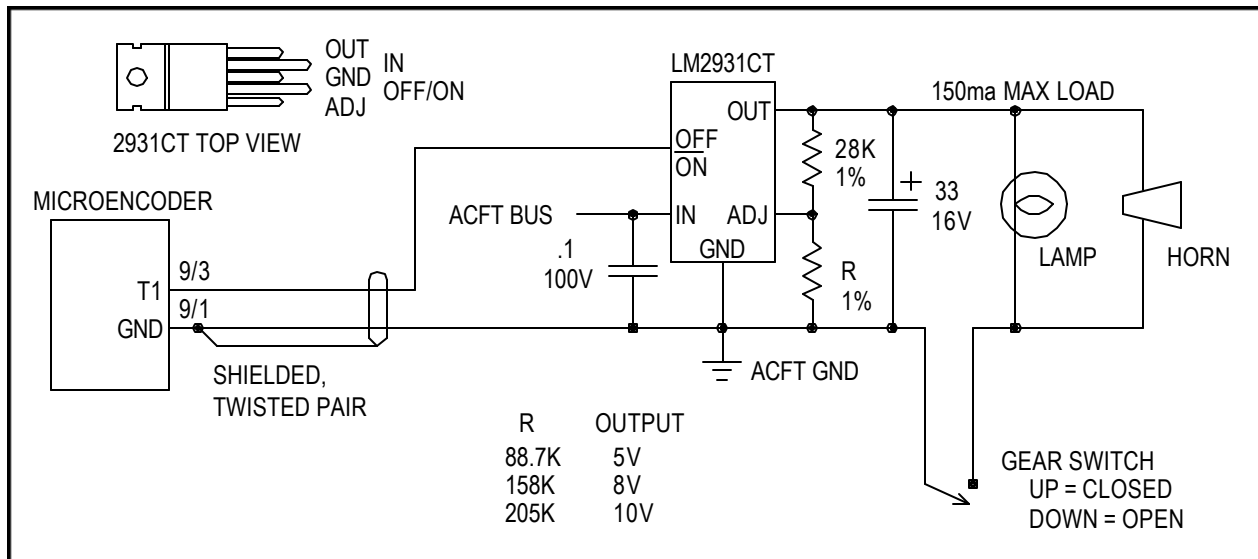 OUT
IN
GND
OFF/ON
ADJ
2931CT TOP VIEW
LM2931CT
150ma MAX LOAD
OUT
OFF
ON
28K
1%
33
16V
MICROENCODER
ACFT BUS
IN
ADJ
GND
.1
100V
R
1%
LAMP
HORN
9/3
T1
9/1
GND
SHIELDED,
TWISTED PAIR
ACFT GND
R OUTPUT
88.7K 5V
158K 8V
205K 10V
GEAR SWITCH
UP = CLOSED
DOWN = OPEN